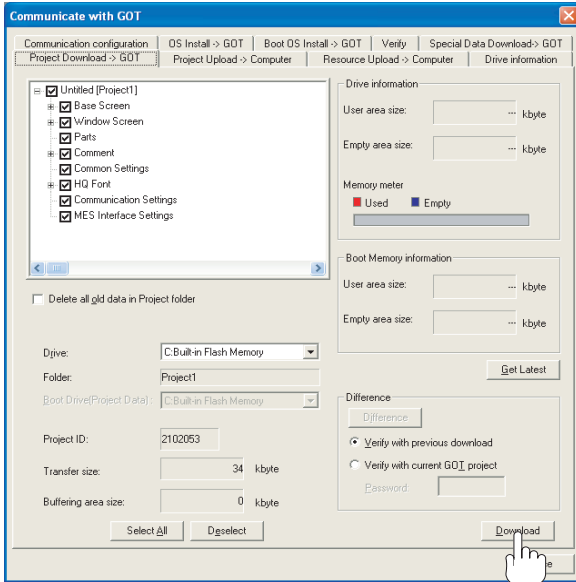 Communicate with GOT
Communication configuration OS Install -> GOT Boot OS Install -> GOT Verify Special Data Download-> GOT
Project Download -> GOT Project Upload -> Computer Resource Upload -> Computer Drive information
Untitled [Project1]
Base Screen
Window Screen
Parts
Comment
Common Settings
HQ Font
Communication Settings
MES Interface Settings
Delete all old data in Project folder
Drive: C:Built-in Flash Memory
Folder: Project1
Boot Drive(Project Data) : C:Built-in Flash Memory
Project ID: 2102053
Transfer size: 34 kbyte
Buffering area size: 0 kbyte
Select All Deselect
Drive information
User area size: --- kbyte
Empty area size: --- kbyte
Memory meter
Used Empty
Boot Memory information
User area size: --- kbyte
Empty area size: --- kbyte
Get Latest
Difference
Difference
Verify with previous download
Verify with current GOT project
Password
Download